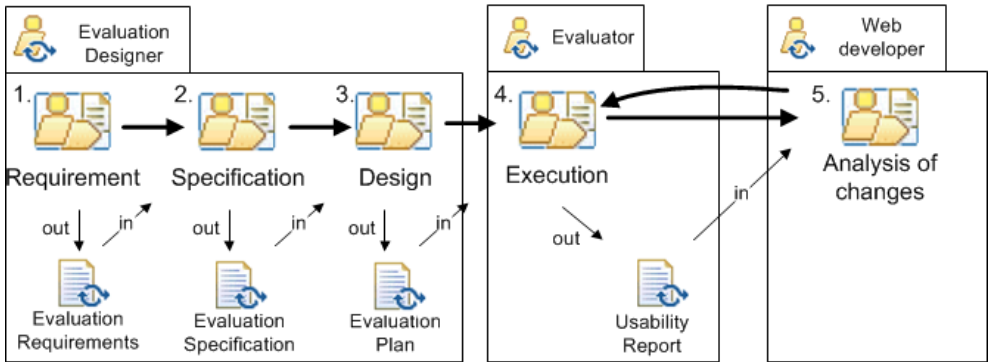 Evaluation
Designer
Evaluator
Web
developer
1.
2.
3.
4.
5.
Requirement
Specification
Design
Execution
Analysis of
changes
out
in
out
in
out
in
out
in
Evaluation
Requirements
Evaluation
Specification
Evaluation
Plan
Usability
Report